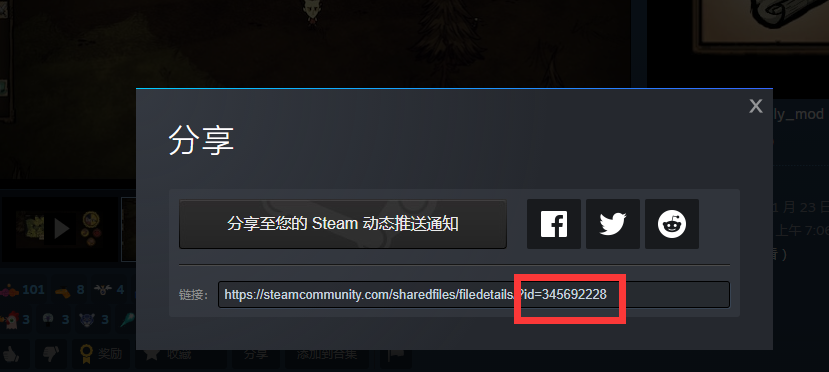 ly_mod
X
分享
分享至您的 Steam 动态推送通知
1 月 23 日
上午 7:06
链接：
https://steamcommunity.com/sharedfiles/filedetails/?id=345692228
101
8
4
3
3
3
5
奖励
收藏
分享
添加到合集